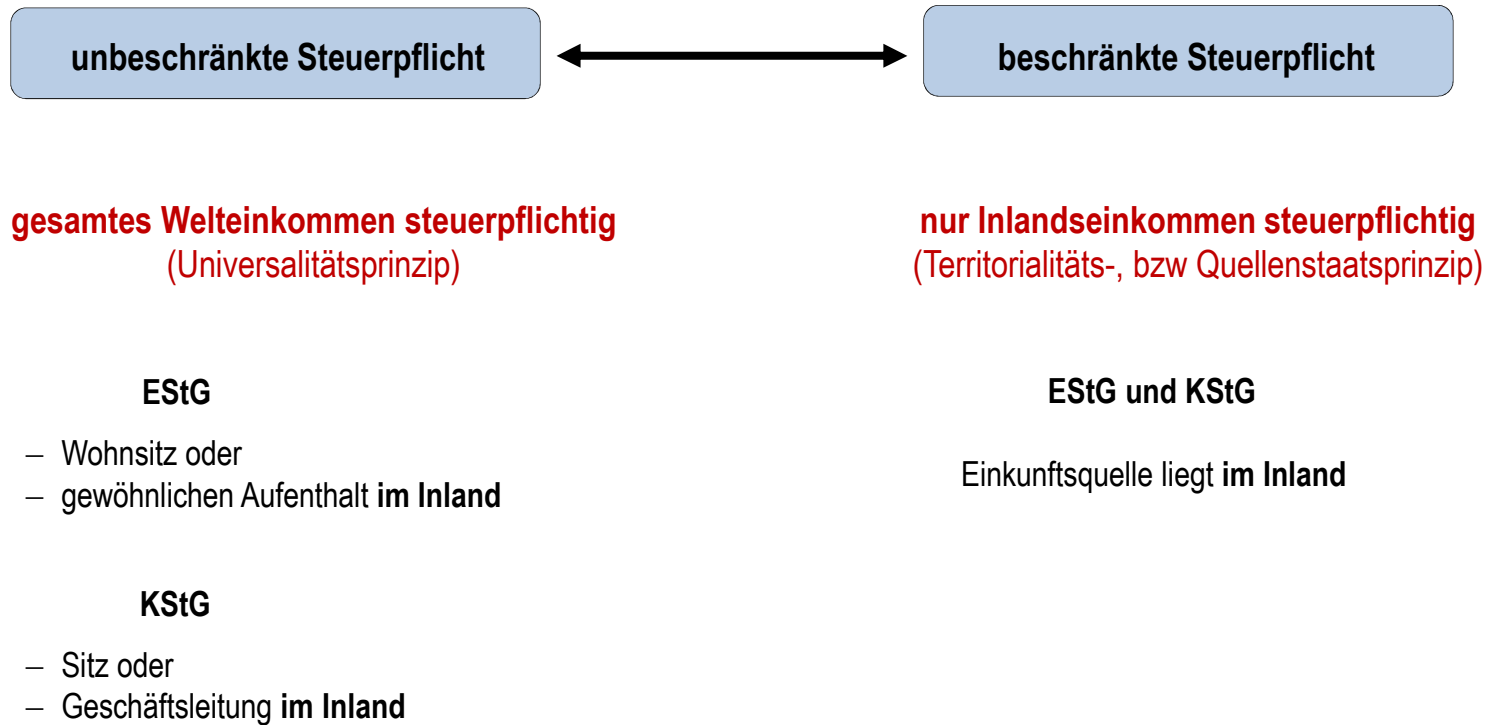 unbeschränkte Steuerpflicht
beschränkte Steuerpflicht
gesamtes Welteinkommen steuerpflichtig
(Universalitätsprinzip)
nur Inlandseinkommen steuerpflichtig
(Territorialitäts-, bzw Quellenstaatsprinzip)
EStG
– Wohnsitz oder
– gewöhnlichen Aufenthalt im Inland
KStG
– Sitz oder
– Geschäftsleitung im Inland
EStG und KStG
Einkunftsquelle liegt im Inland